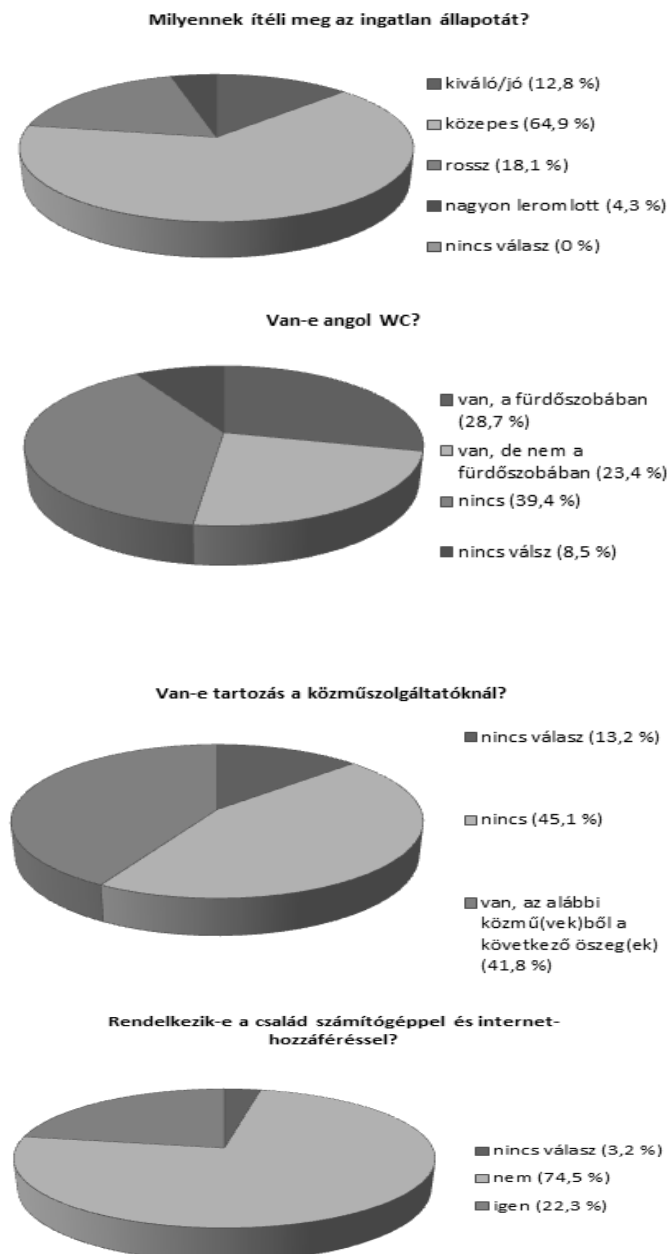 Milyennek ítéli meg az ingatlan állapotát?
kiváló/jó (12,8 %)
közepes (64,9 %)
rossz (18,1 %)
nagyon leromlott (4,3 %)
nincs válasz (0 %)
Van-e angol WC?
van, a fürdőszobában
(28,7 %)
van, de nem a
fürdőszobában (23,4 %)
nincs (39,4 %)
nincs válsz (8,5 %)
Van-e tartozás a közműszolgáltatóknál?
nincs válasz (13,2 %)
nincs (45,1 %)
van, az alábbi
közmű(vek)ből a
következő öszeg(ek)
(41,8 %)
Rendelkezik-e a család számítógéppel és internet-
hozzáféréssel?
nincs válasz (3,2 %)
nem (74,5 %)
igen (22,3 %)